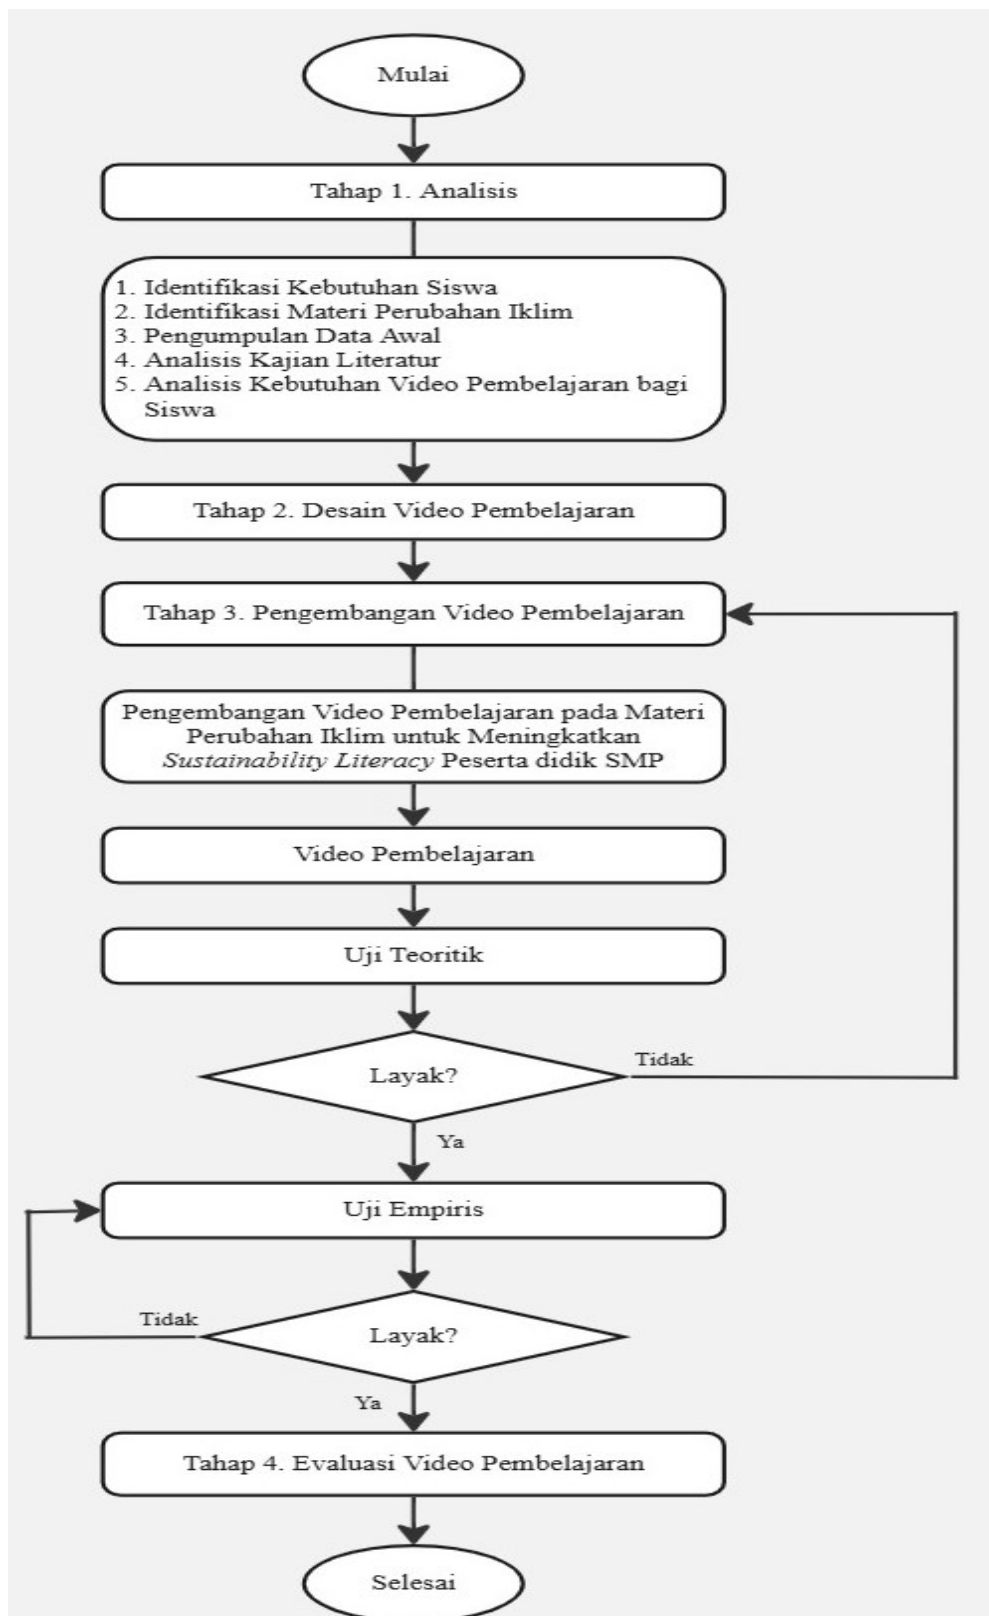 Mulai
Tahap 1. Analisis
1. Identifikasi Kebutuhan Siswa
2. Identifikasi Materi Perubahan Iklim
3. Pengumpulan Data Awal
4. Analisis Kajian Literatur
5. Analisis Kebutuhan Video Pembelajaran bagi
Siswa
Tahap 2. Desain Video Pembelajaran
Tahap 3. Pengembangan Video Pembelajaran
Pengembangan Video Pembelajaran pada Materi
Perubahan Iklim untuk Meningkatkan
Sustainability Literacy Peserta didik SMP
Video Pembelajaran
Uji Teoritik
Layak?
Tidak
Ya
Uji Empiris
Tidak
Layak?
Ya
Tahap 4. Evaluasi Video Pembelajaran
Selesai